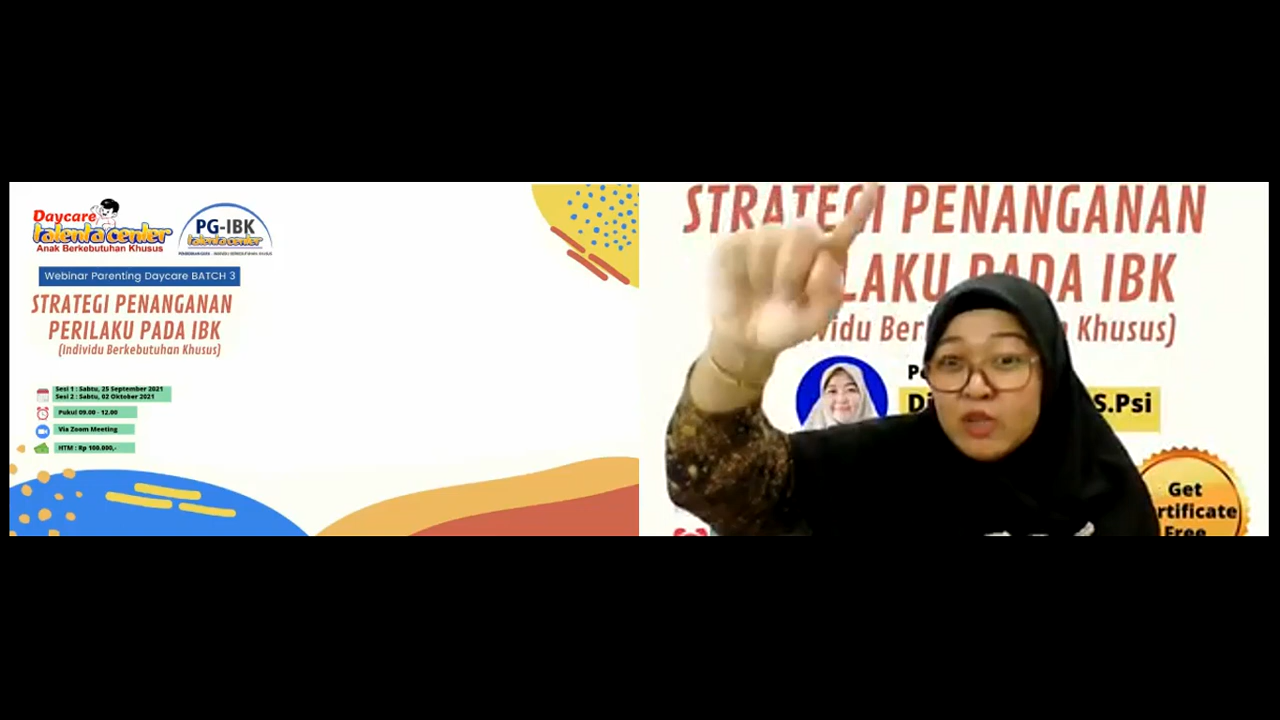 Daycare
talenta center
Anak Berkebutuhan Khusus
PG-IBK
talenta center
Webinar Parenting Daycare BATCH 3
STRATEGI PENANGANAN
PERILAKU PADA IBK
(Individu Berkebutuhan Khusus)
Sesi 1 : Sabtu, 25 September 2021
Sesi 2 : Sabtu, 02 Oktober 2021
Pukul 09.00 - 12.00
Via Zoom Meeting
HTM : Rp 100.000,-
STRATEGI PENANGANAN
LAKU PADA IBK
Khusus)
S.Psi
Get
rtificate
Free